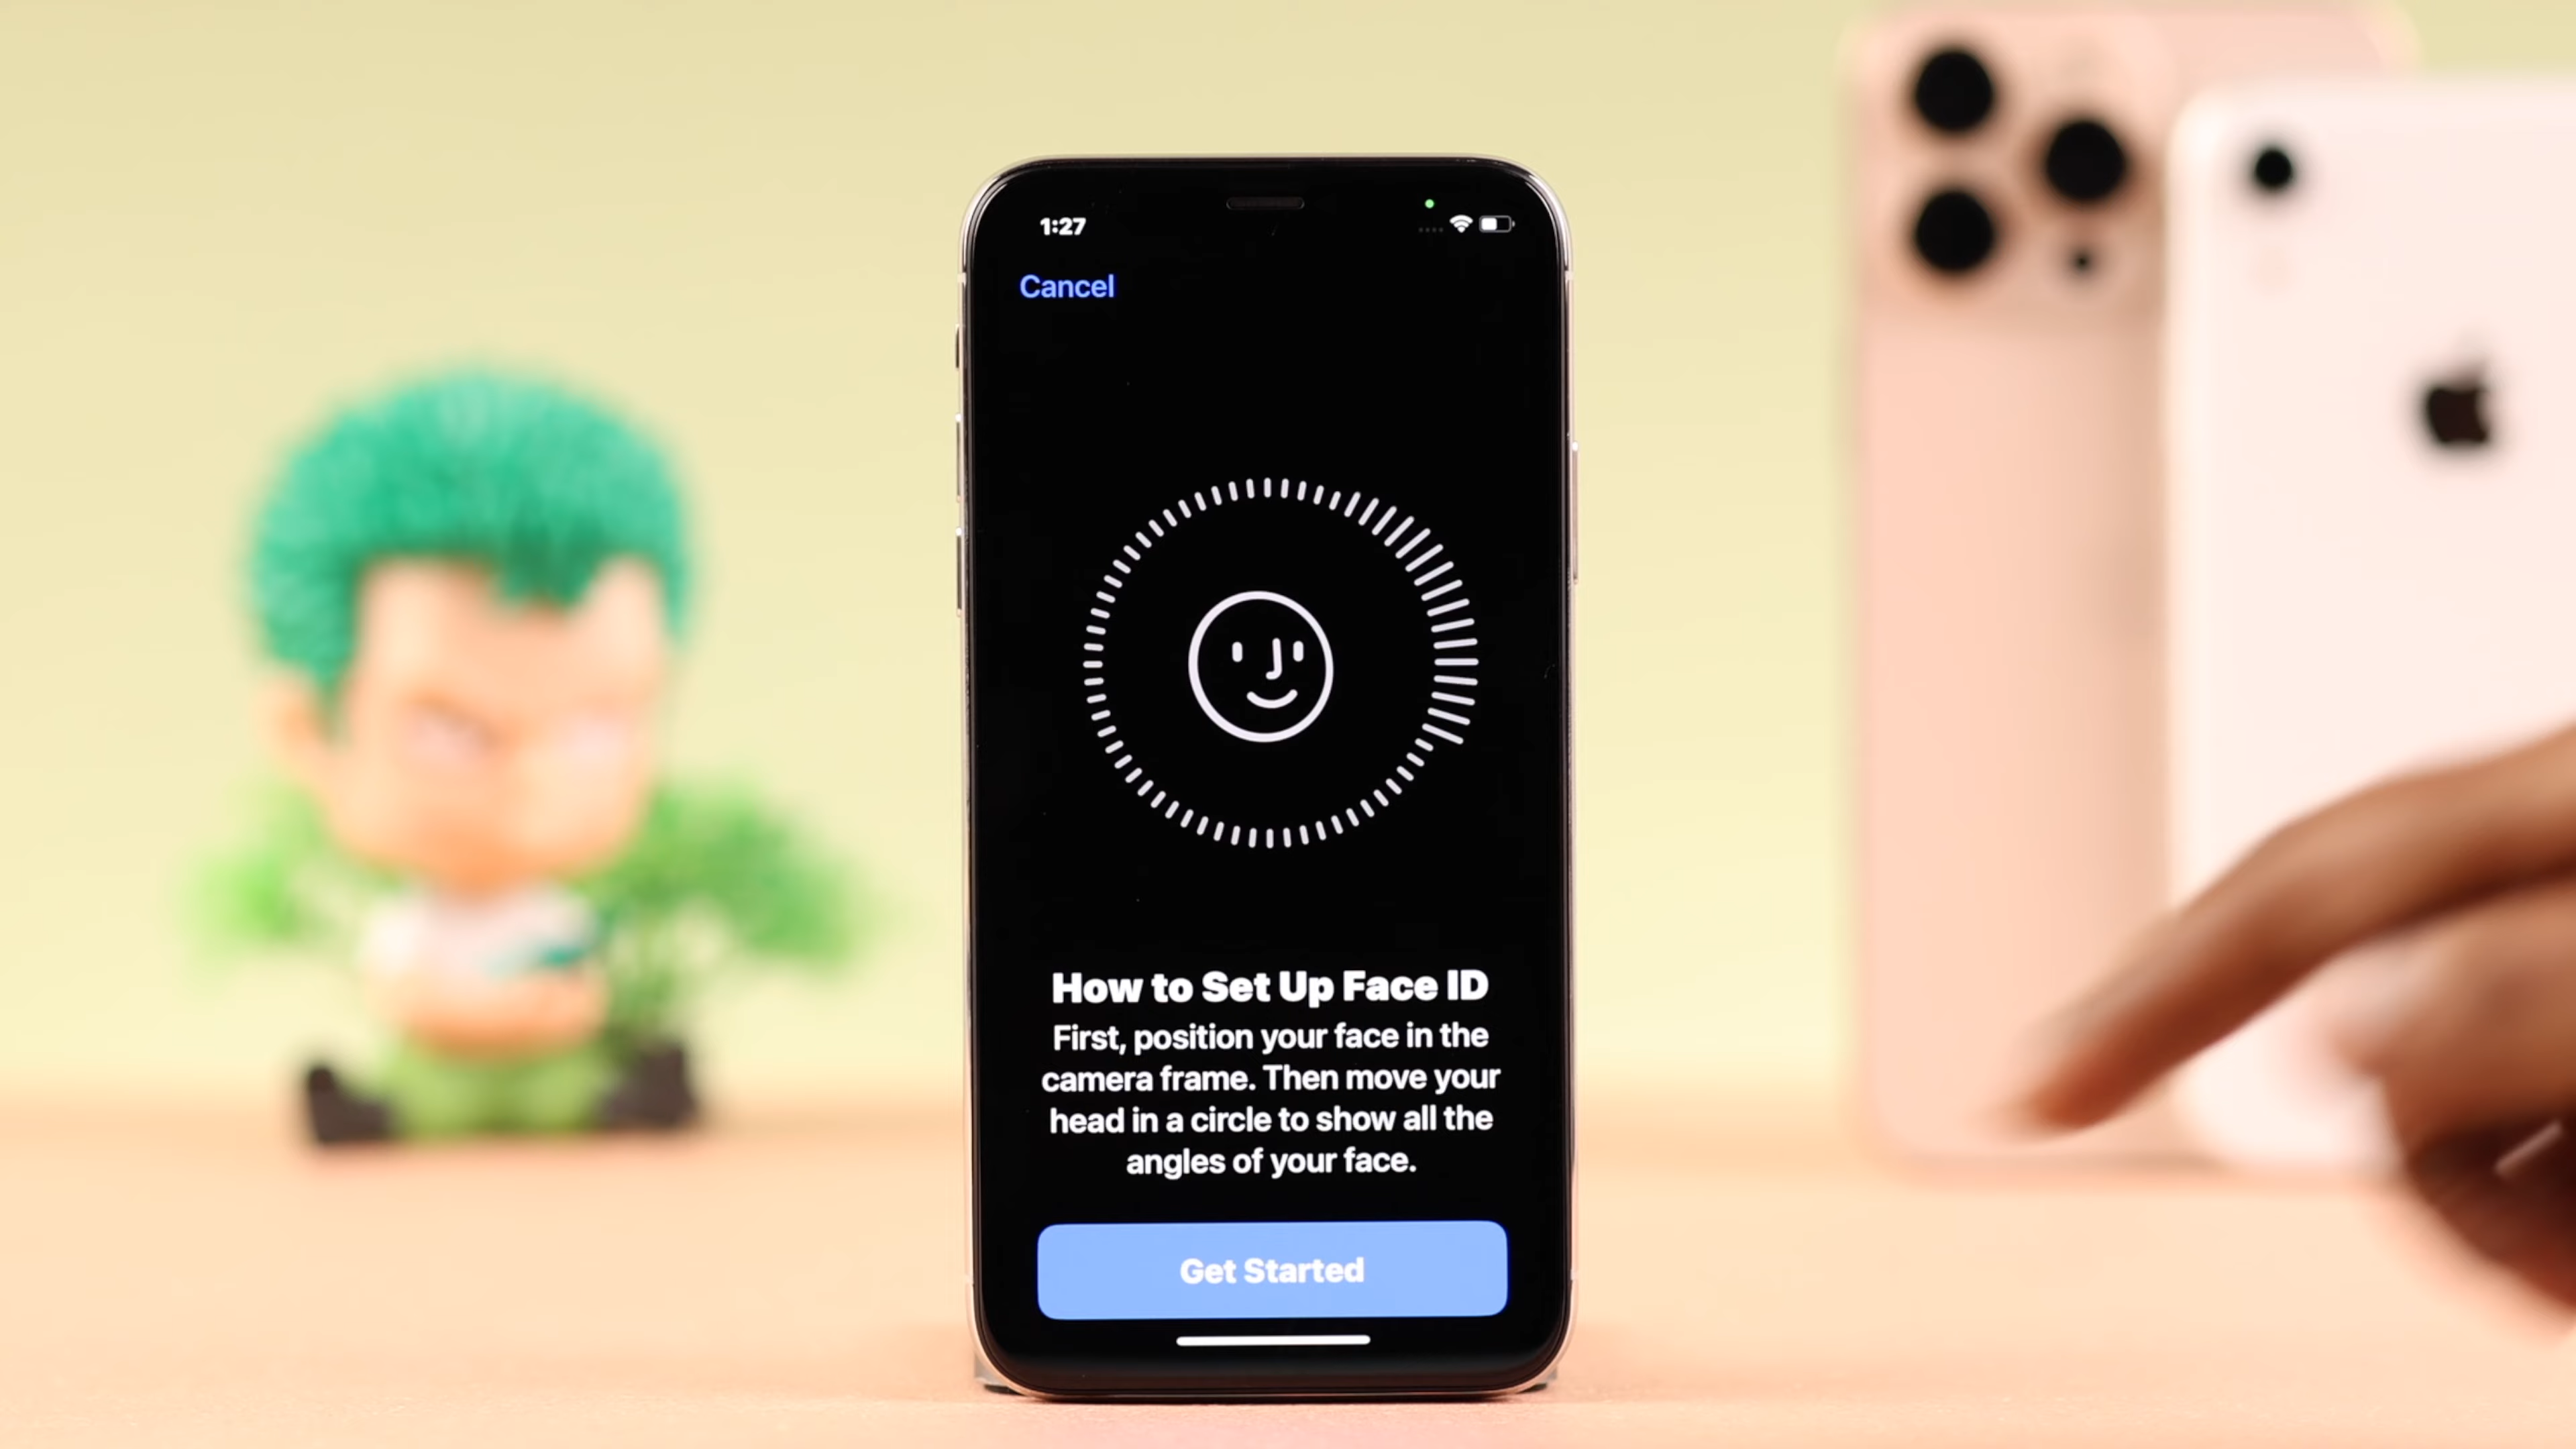 1:27
Cancel
How to Set Up Face ID
First, position your face in the
camera frame. Then move your
head in a circle to show all the
angles of your face.
Get Started